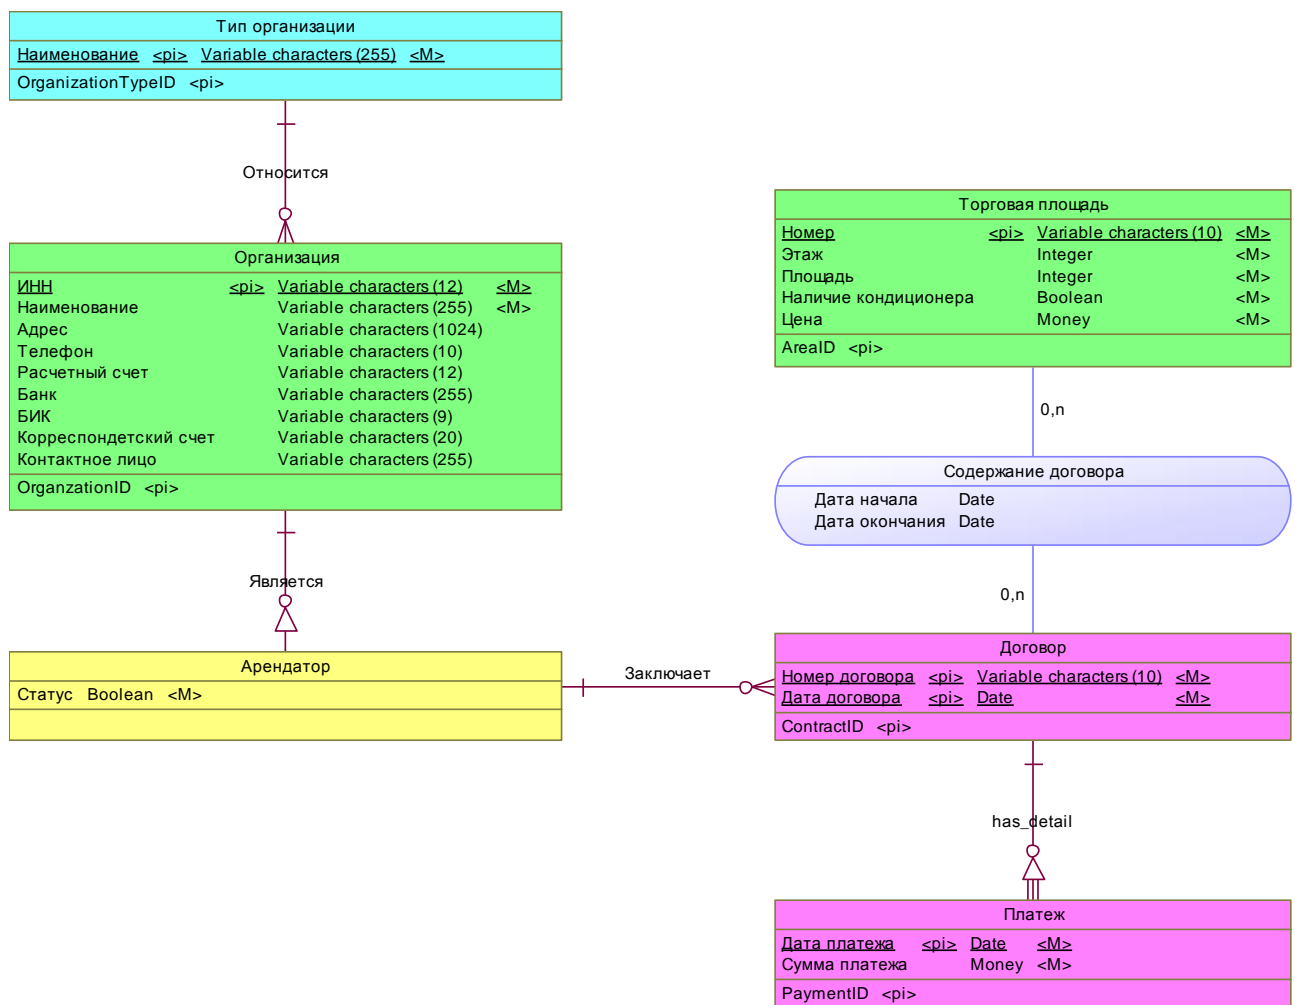 Тип организации
Наименование <pi> Variable characters (255) <M>
OrganizationTypeID <pi>
Относится
Организация
ИНН <pi> Variable characters (12) <M>
Наименование Variable characters (255) <M>
Адрес Variable characters (1024)
Телефон Variable characters (10)
Расчетный счет Variable characters (12)
Банк Variable characters (255)
БИК Variable characters (9)
Корреспондетский счет Variable characters (20)
Контактное лицо Variable characters (255)
OrganzationID <pi>
Является
Арендатор
Статус Boolean <M>
Заключает
Торговая площадь
Номер <pi> Variable characters (10) <M>
Этаж Integer <M>
Площадь Integer <M>
Наличие кондиционера Boolean <M>
Цена Money <M>
AreaID <pi>
0,n
Содержание договора
Дата начала Date
Дата окончания Date
0,n
Договор
Номер договора <pi> Variable characters (10) <M>
Дата договора <pi> Date <M>
ContractID <pi>
has_detail
Платеж
Дата платежа <pi> Date <M>
Сумма платежа Money <M>
PaymentID <pi>